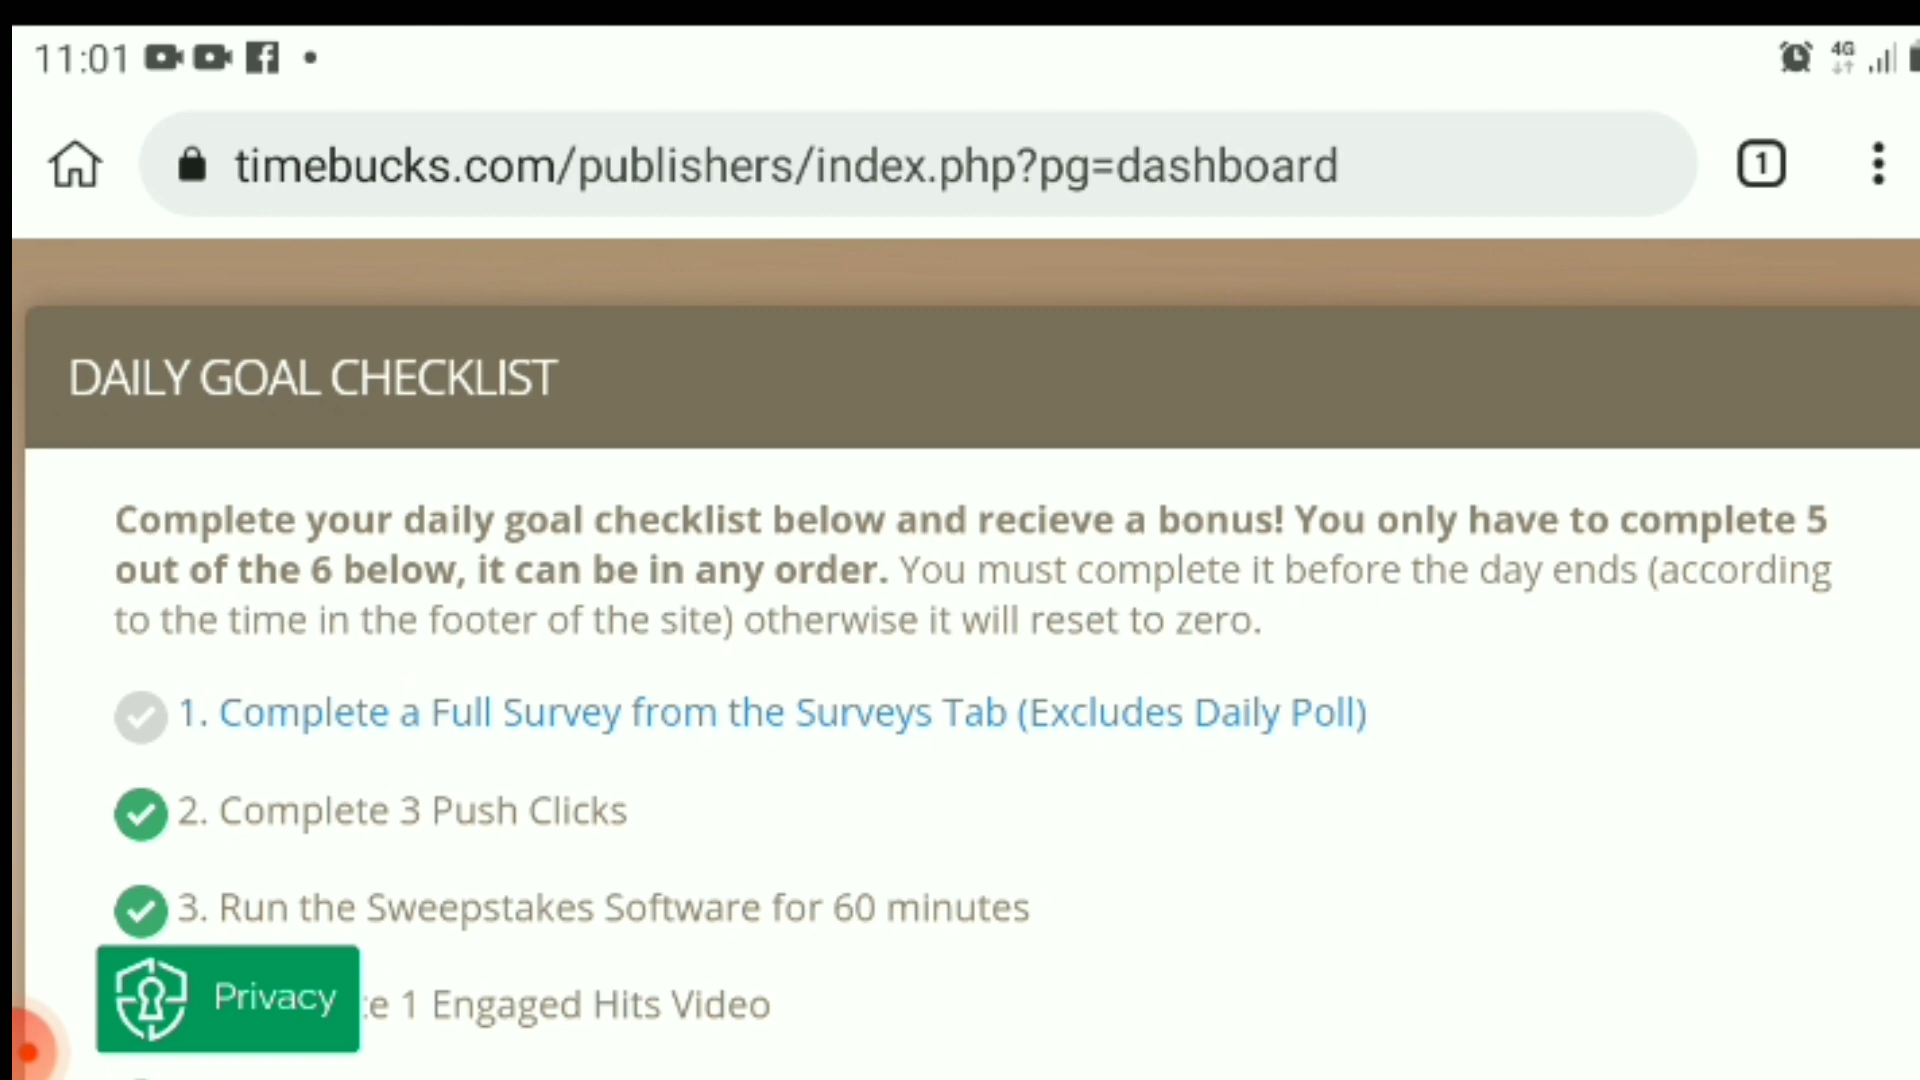 11:01
4G
timebucks.com/publishers/index.php?pg=dashboard
1
DAILY GOAL CHECKLIST
Complete your daily goal checklist below and recieve a bonus! You only have to complete 5
out of the 6 below, it can be in any order. You must complete it before the day ends (according
to the time in the footer of the site) otherwise it will reset to zero.
1. Complete a Full Survey from the Surveys Tab (Excludes Daily Poll)
2. Complete 3 Push Clicks
3. Run the Sweepstakes Software for 60 minutes
Privacy
1 Engaged Hits Video